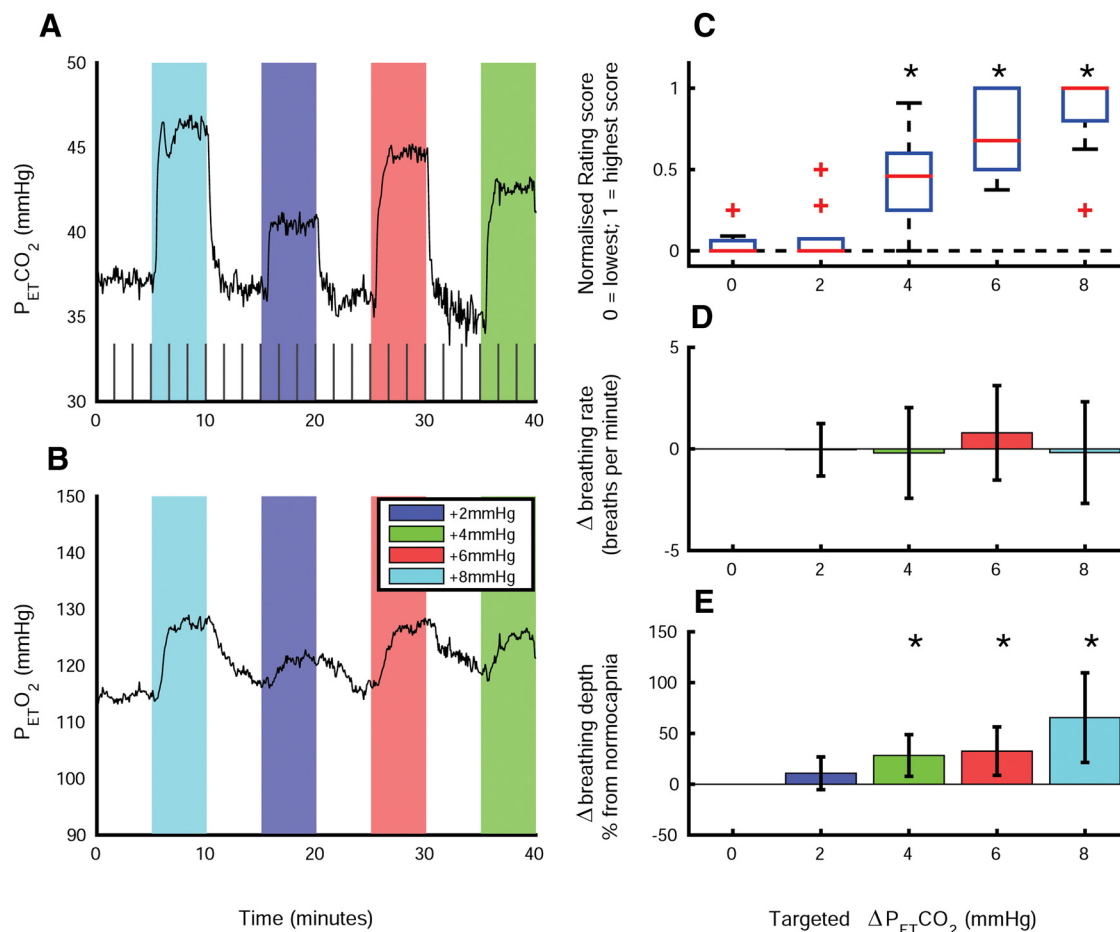 A
50
45
40
35
30
P_ET CO_2 (mmHg)
0 10 20 30 40
B
150
140
130
120
110
100
90
P_ET O_2 (mmHg)
+2mmHg
+4mmHg
+6mmHg
+8mmHg
0 10 20 30 40
Time (minutes)
C
Normalised Rating score
0 = lowest; 1 = highest score
1
0.5
0
* * *
0 2 4 6 8
D
Δ breathing rate
(breaths per minute)
5
0
-5
0 2 4 6 8
E
Δ breathing depth
% from normocapnia
150
100
50
0
-50
* * *
0 2 4 6 8
Targeted ΔP_ET CO_2 (mmHg)